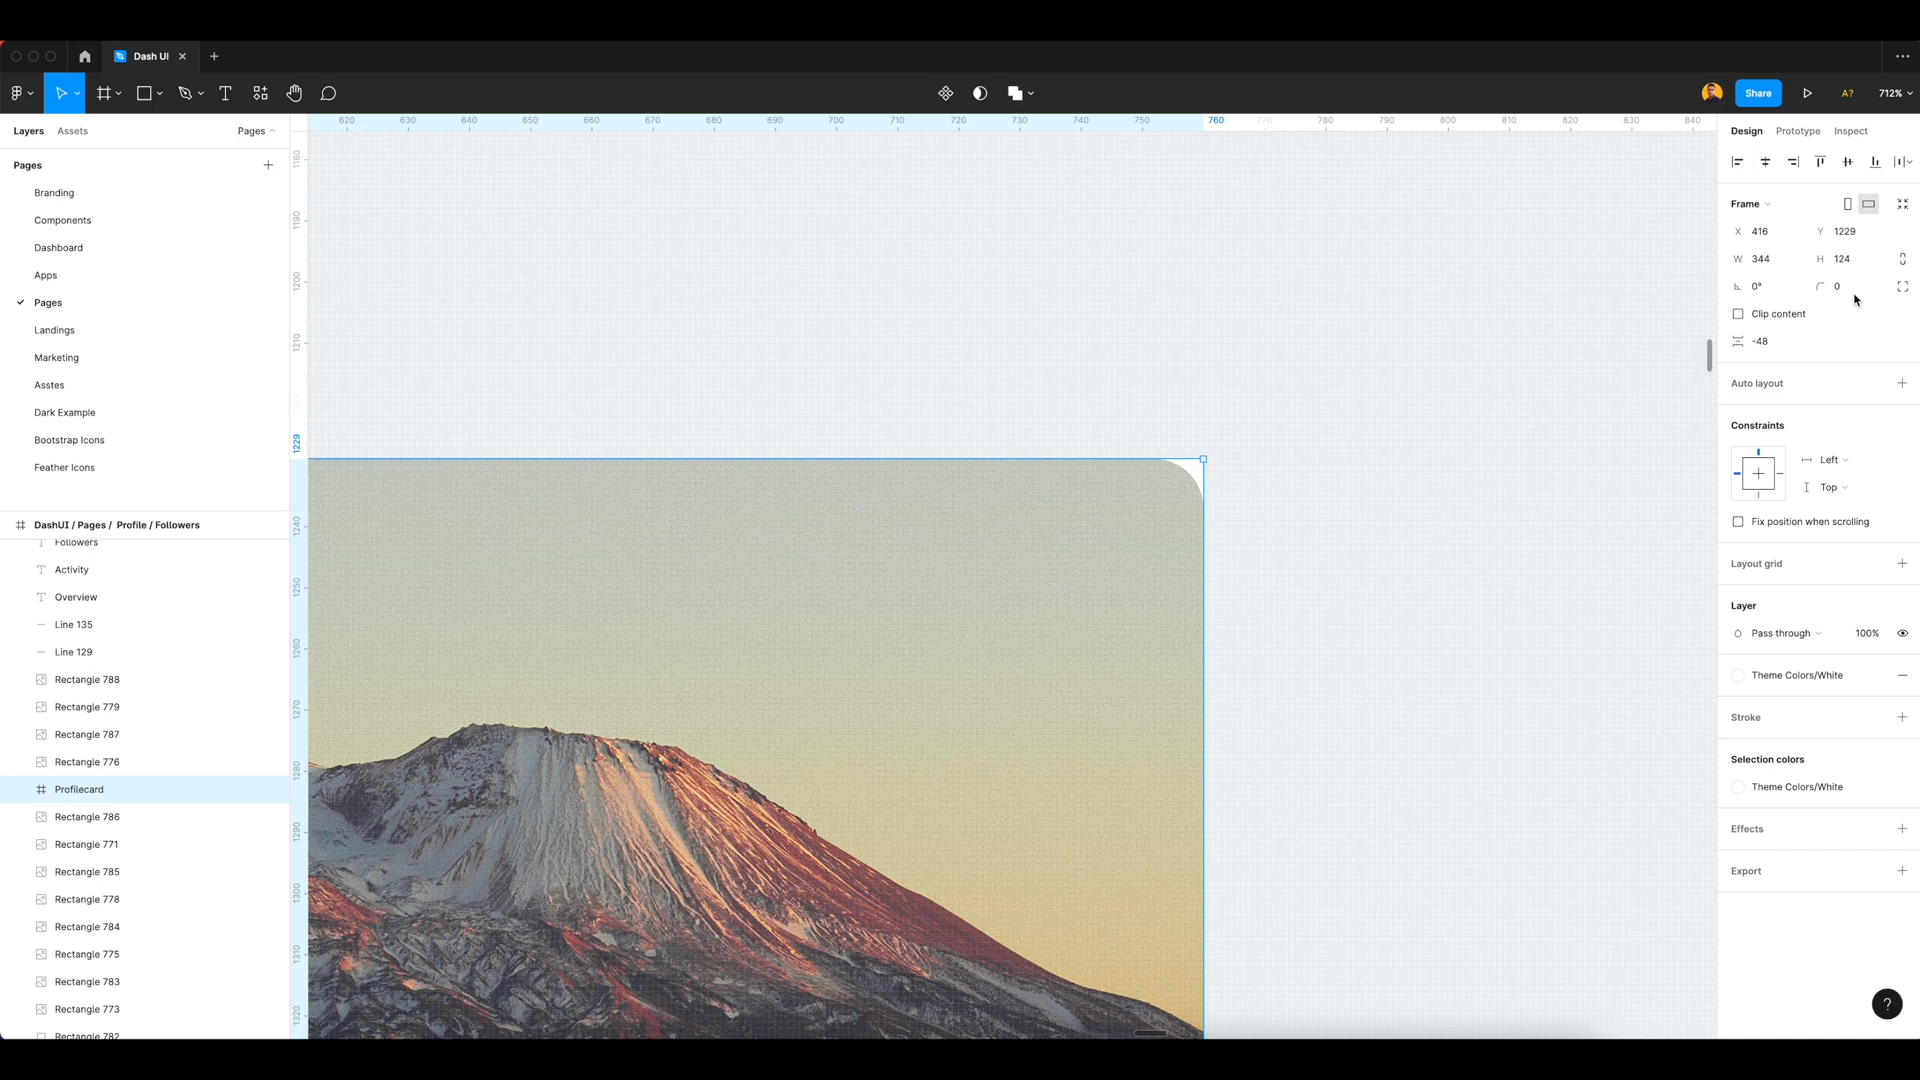 Dash UI
Share
A?
712%
Layers Assets Pages
Pages
Branding
Components
Dashboard
Apps
Pages
Landings
Marketing
Asstes
Dark Example
Bootstrap Icons
Feather Icons
DashUI / Pages / Profile / Followers
Followers
Activity
Overview
Line 135
Line 129
Rectangle 788
Rectangle 779
Rectangle 787
Rectangle 776
Profilecard
Rectangle 786
Rectangle 771
Rectangle 785
Rectangle 778
Rectangle 784
Rectangle 775
Rectangle 783
Rectangle 773
Rectangle 782
620 630 640 650 660 670 680 690 700 710 720 730 740 750 760 770 780 790 800 810 820 830 840
1180
1190
1200
1210
1229
1240
1250
1260
1270
1280
1290
1300
1310
1320
Design Prototype Inspect
Frame
X 416 Y 1229
W 344 H 124
0° 0
Clip content
-48
Auto layout
Constraints
Left
Top
Fix position when scrolling
Layout grid
Layer
Pass through 100%
Theme Colors/White
Stroke
Selection colors
Theme Colors/White
Effects
Export
?